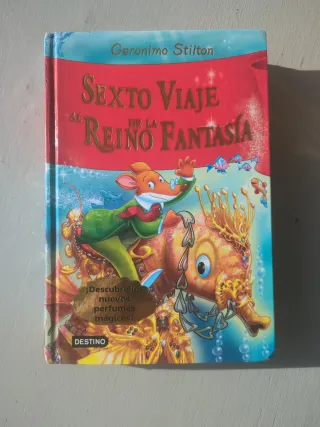 Geronimo Stilton
SEXTO VIAJE
AL REINO DE LA FANTASÍA
¡Descubre los
nuevos
perfumes
mágicos!
DESTINO